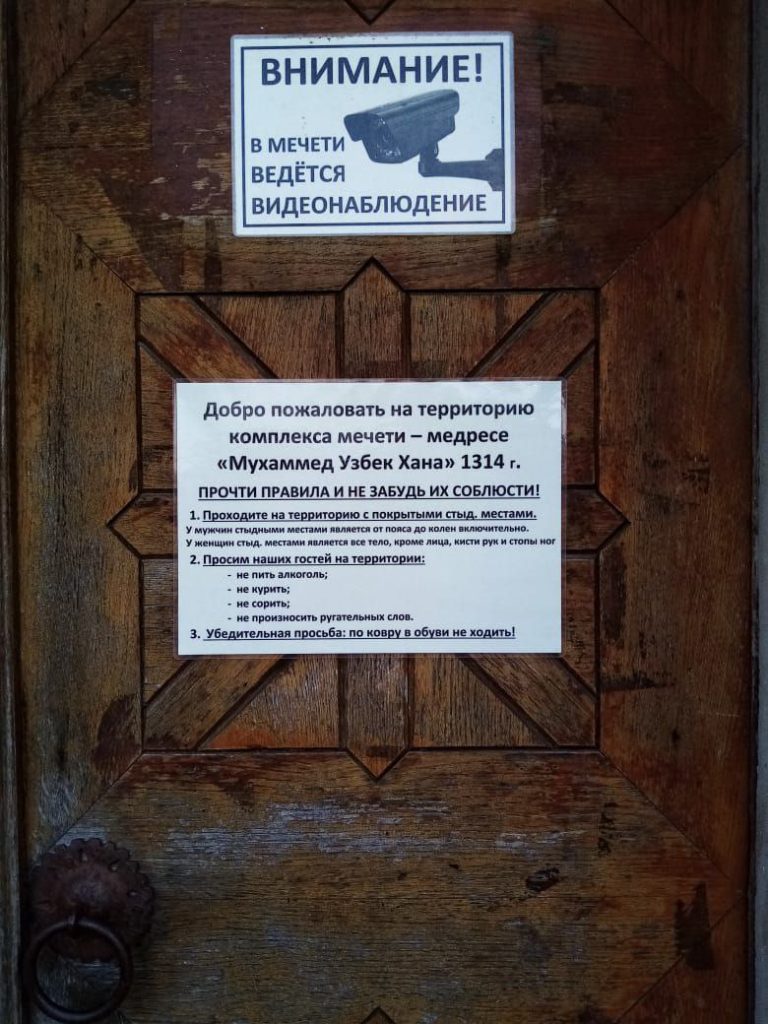 ВНИМАНИЕ!
В МЕЧЕТИ
ВЕДЁТСЯ
ВИДЕОНАБЛЮДЕНИЕ
Добро пожаловать на территорию
комплекса мечети – медресе
«Мухаммед Узбек Хана» 1314 г.
ПРОЧТИ ПРАВИЛА И НЕ ЗАБУДЬ ИХ СОБЛЮСТИ!
1. Проходите на территорию с покрытыми стыд. местами.
У мужчин стыдными местами является от пояса до колен включительно.
У женщин стыд. местами является все тело, кроме лица, кисти рук и стопы ног
2. Просим наших гостей на территории:
- не пить алкоголь;
- не курить;
- не сорить;
- не произносить ругательных слов.
3. Убедительная просьба: по ковру в обуви не ходить!